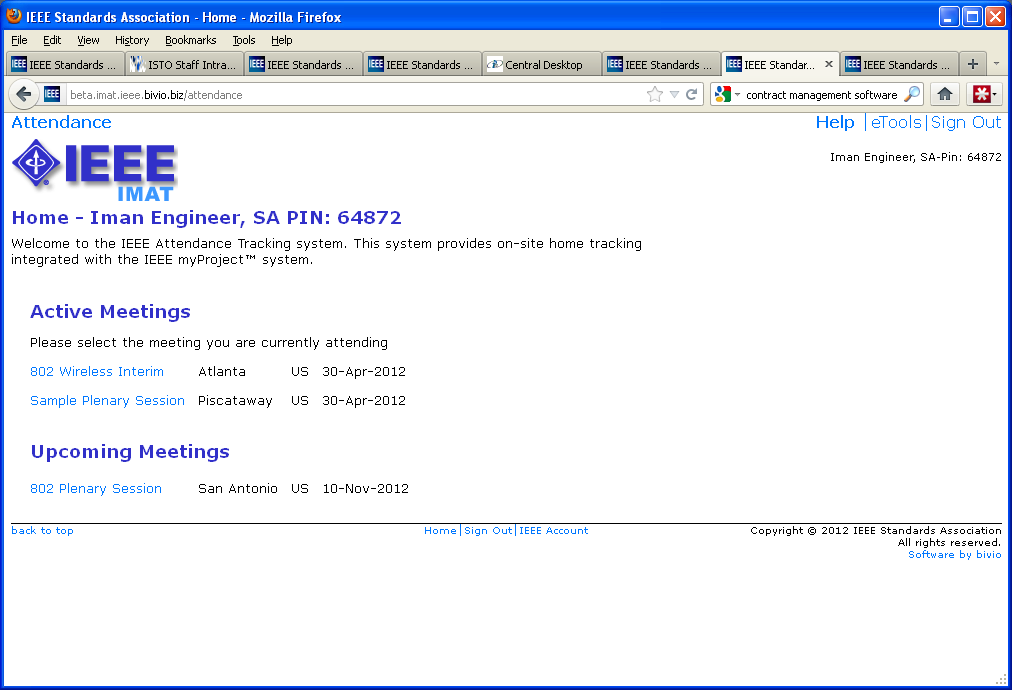 IEEE Standards Association - Home - Mozilla Firefox
File Edit View History Bookmarks Tools Help
IEEE Standards ... ISTO Staff Intra... IEEE Standards ... IEEE Standards ... Central Desktop IEEE Standards ... IEEE Standar... IEEE Standards ...
beta.imat.ieee.bivio.biz/attendance contract management software
Attendance Help |eTools|Sign Out
Iman Engineer, SA-Pin: 64872
IEEE
IMAT
Home - Iman Engineer, SA PIN: 64872
Welcome to the IEEE Attendance Tracking system. This system provides on-site home tracking
integrated with the IEEE myProject™ system.
Active Meetings
Please select the meeting you are currently attending
802 Wireless Interim Atlanta US 30-Apr-2012
Sample Plenary Session Piscataway US 30-Apr-2012
Upcoming Meetings
802 Plenary Session San Antonio US 10-Nov-2012
back to top Home|Sign Out|IEEE Account Copyright © 2012 IEEE Standards Association
All rights reserved.
Software by bivio